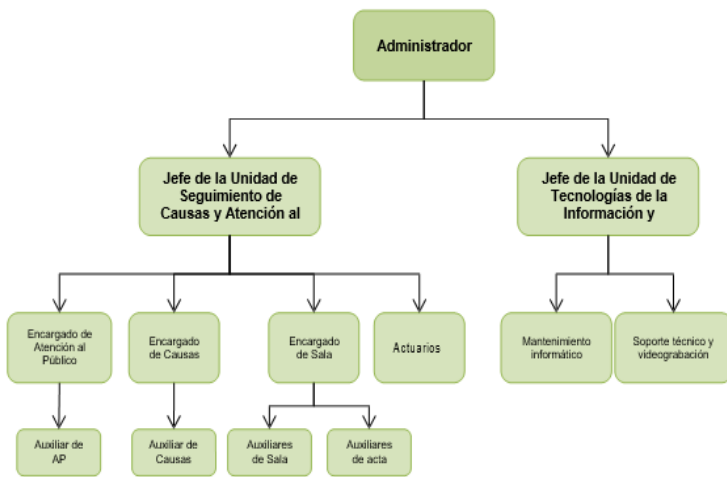 Administrador
Jefe de la Unidad de
Seguimiento de
Causas y Atención al
Jefe de la Unidad de
Tecnologías de la
Información y
Encargado de
Atención al
Público
Encargado
de Causas
Encargado
de Sala
Actuarios
Mantenimiento
informático
Soporte técnico y
videograbación
Auxiliar de
AP
Auxiliar de
Causas
Auxiliares
de Sala
Auxiliares
de acta